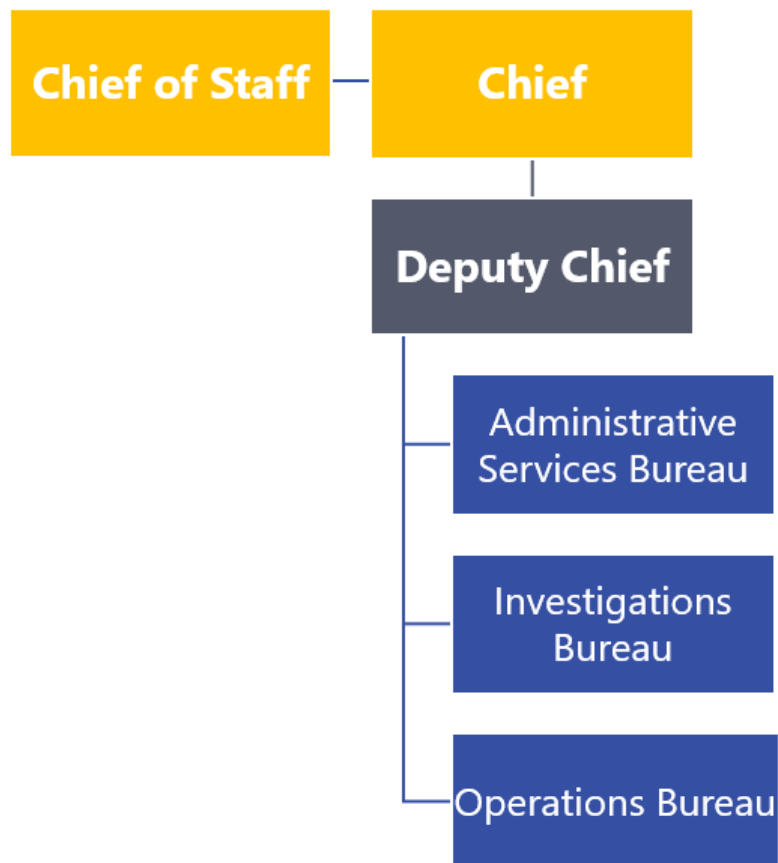 Chief of Staff
Chief
Deputy Chief
Administrative
Services Bureau
Investigations
Bureau
Operations Bureau